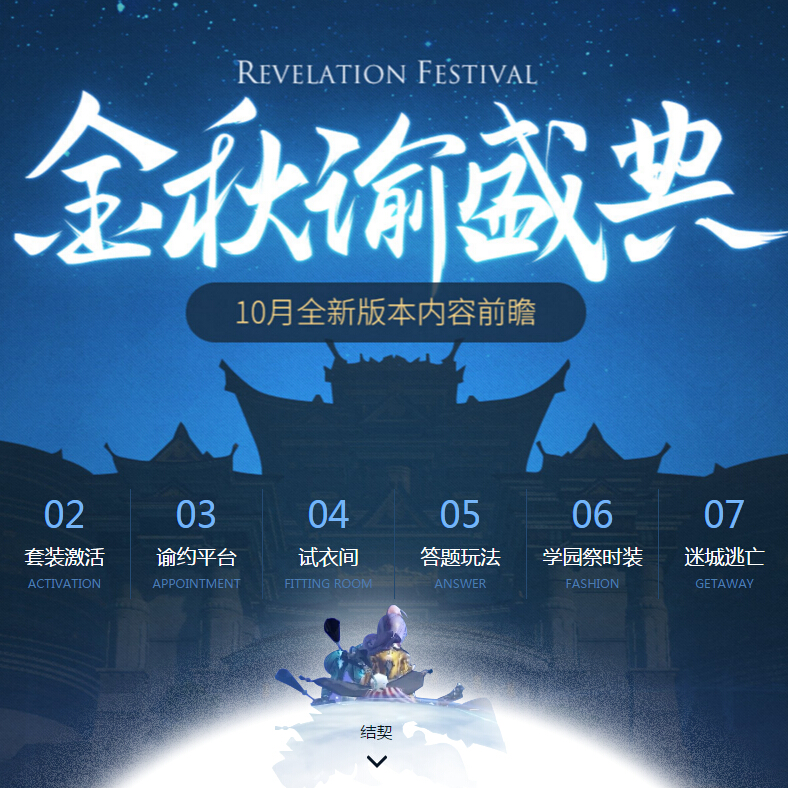 REVELATION FESTIVAL
金秋谕盛典
10月全新版本内容前瞻
02 03 04 05 06 07
套装激活 谕约平台 试衣间 答题玩法 学园祭时装 迷城逃亡
ACTIVATION APPOINTMENT FITTING ROOM ANSWER FASHION GETAWAY
结契